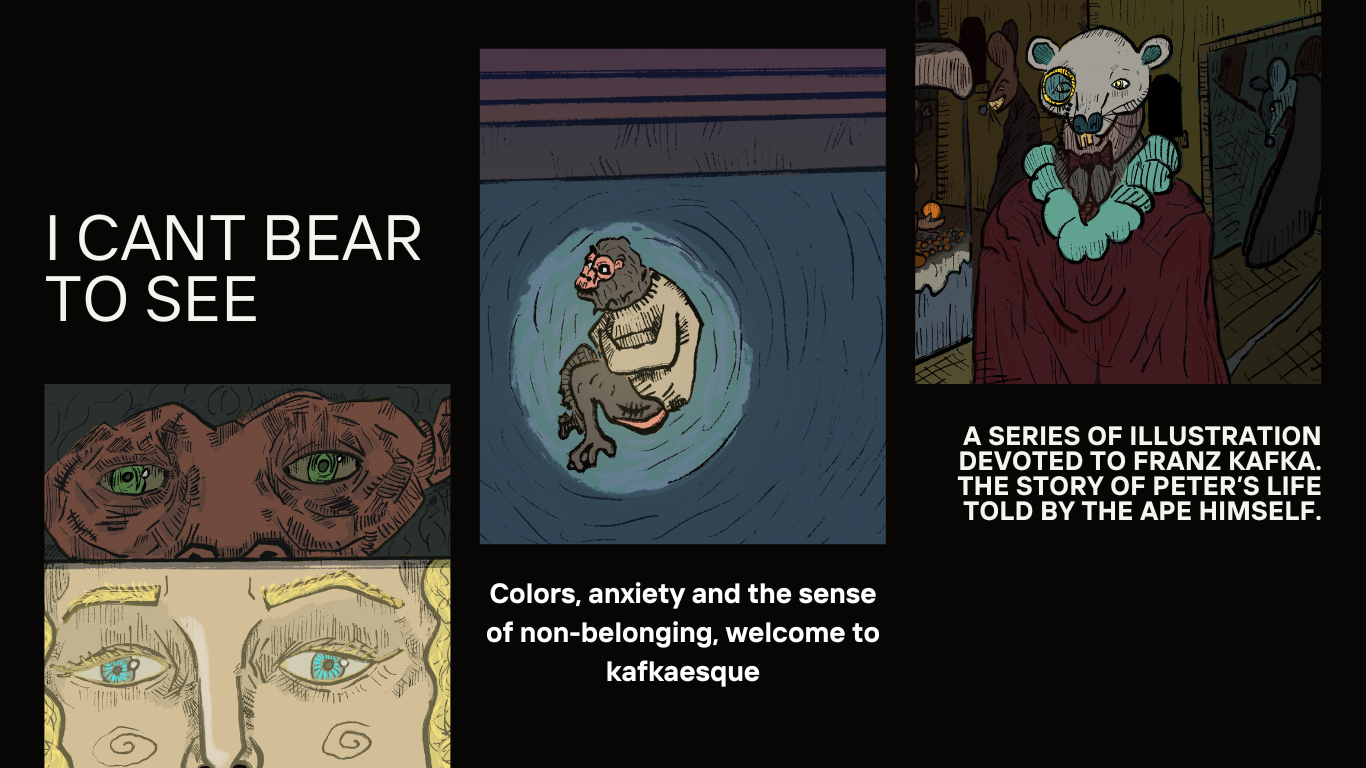 I CANT BEAR
TO SEE
Colors, anxiety and the sense
of non-belonging, welcome to
kafkaesque
A SERIES OF ILLUSTRATION
DEVOTED TO FRANZ KAFKA.
THE STORY OF PETER’S LIFE
TOLD BY THE APE HIMSELF.